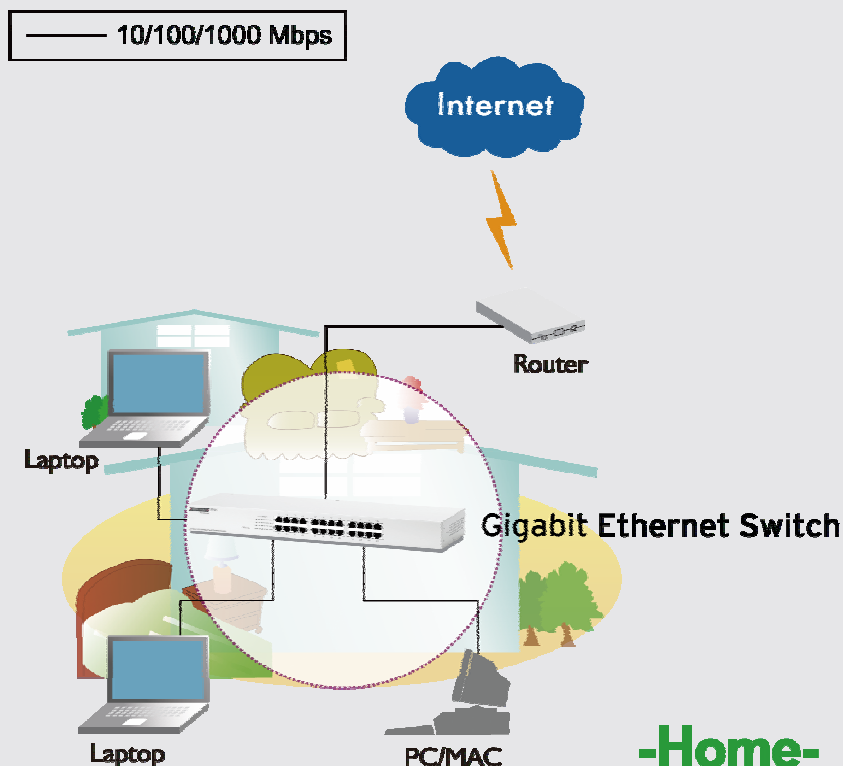 10/100/1000 Mbps
Internet
Router
Laptop
Gigabit Ethernet Switch
Laptop
PC/MAC
-Home-